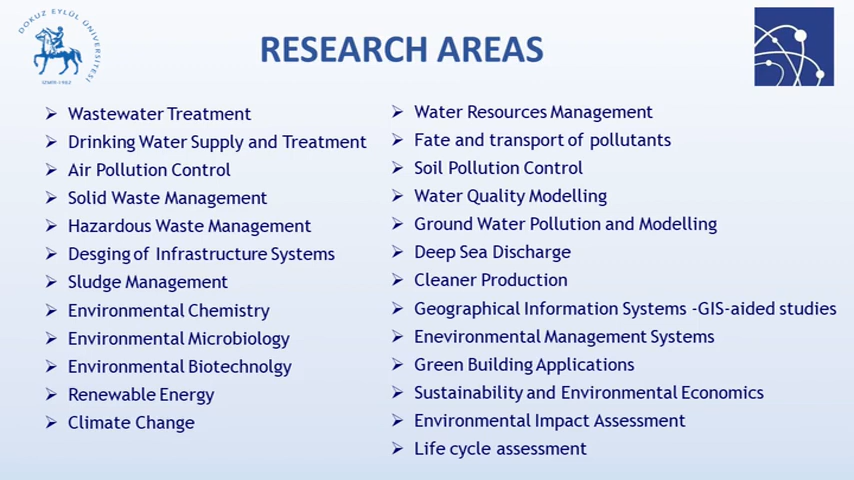 DOKUZ EYLÜL ÜNİVERSİTESİ
İZMİR-1982
RESEARCH AREAS
Wastewater Treatment
Drinking Water Supply and Treatment
Air Pollution Control
Solid Waste Management
Hazardous Waste Management
Desging of Infrastructure Systems
Sludge Management
Environmental Chemistry
Environmental Microbiology
Environmental Biotechnolgy
Renewable Energy
Climate Change
Water Resources Management
Fate and transport of pollutants
Soil Pollution Control
Water Quality Modelling
Ground Water Pollution and Modelling
Deep Sea Discharge
Cleaner Production
Geographical Information Systems -GIS-aided studies
Enevironmental Management Systems
Green Building Applications
Sustainability and Environmental Economics
Environmental Impact Assessment
Life cycle assessment